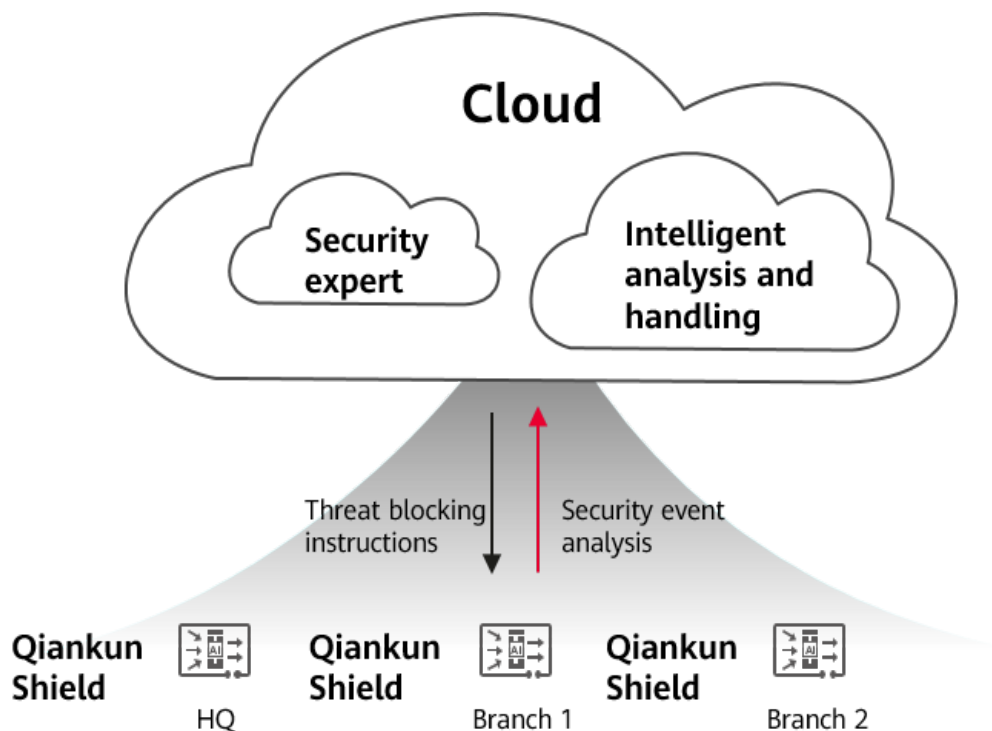 Cloud
Security
expert
Intelligent
analysis and
handling
Threat blocking
instructions
Security event
analysis
Qiankun
Shield
AI
HQ
Qiankun
Shield
AI
Branch 1
Qiankun
Shield
AI
Branch 2